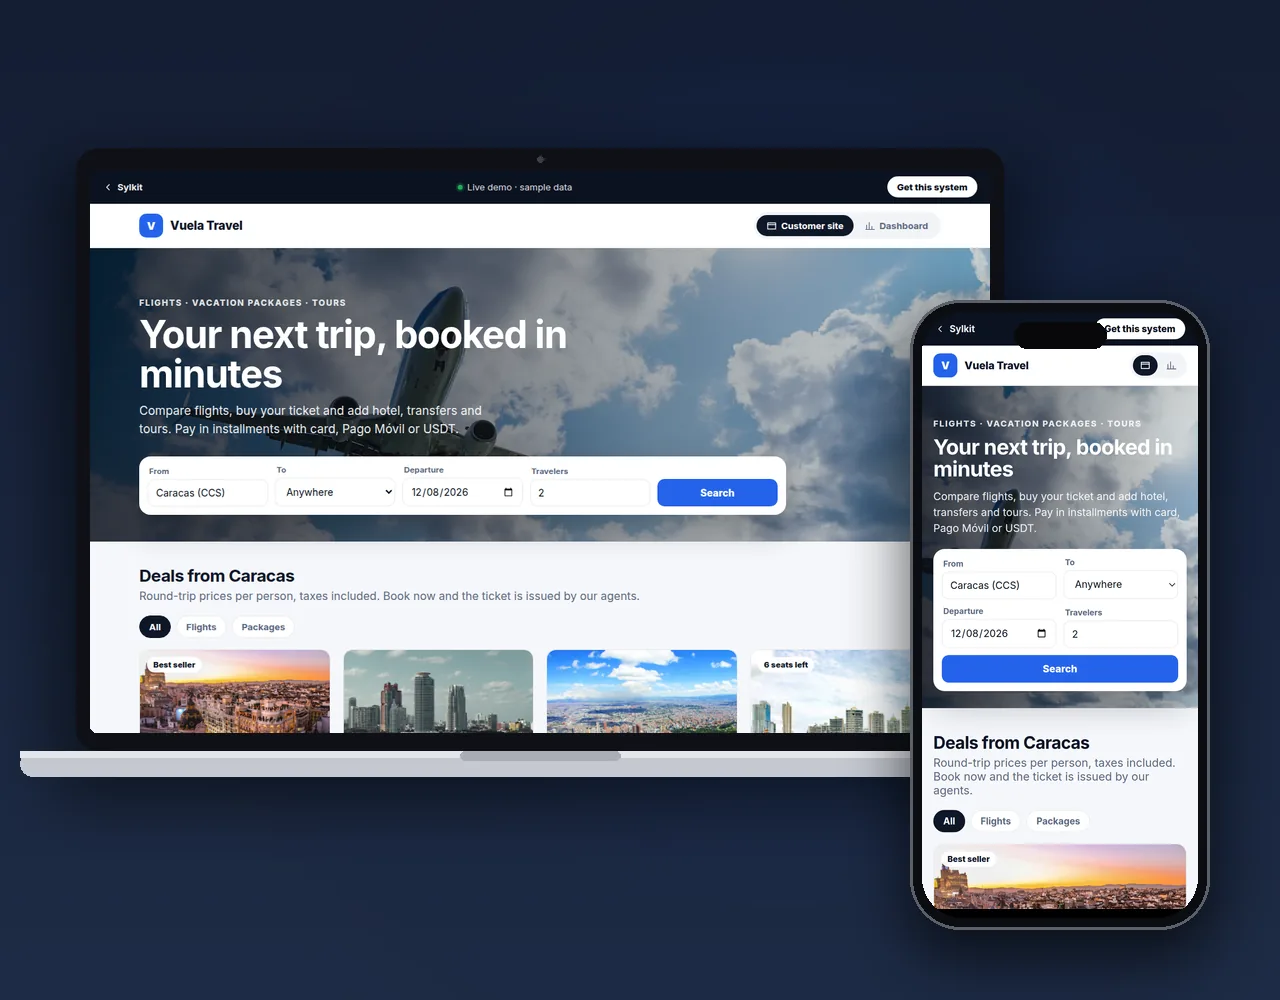 Sylkit
Live demo · sample data
Get this system
V
Vuela Travel
Customer site
Dashboard
FLIGHTS · VACATION PACKAGES · TOURS
Your next trip, booked in
minutes
Compare flights, buy your ticket and add hotel, transfers and
tours. Pay in installments with card, Pago Móvil or USDT.
From
To
Departure
Travelers
Caracas (CCS)
Anywhere
12/08/2026
2
Search
Deals from Caracas
Round-trip prices per person, taxes included. Book now and the ticket is issued by our agents.
All
Flights
Packages
Best seller
6 seats left
Sylkit
Get this system
V
Vuela Travel
FLIGHTS · VACATION PACKAGES · TOURS
Your next trip, booked in
minutes
Compare flights, buy your ticket and add hotel,
transfers and tours. Pay in installments with card,
Pago Móvil or USDT.
From
To
Caracas (CCS)
Anywhere
Departure
Travelers
12/08/2026
2
Search
Deals from Caracas
Round-trip prices per person, taxes included.
Book now and the ticket is issued by our
agents.
All
Flights
Packages
Best seller